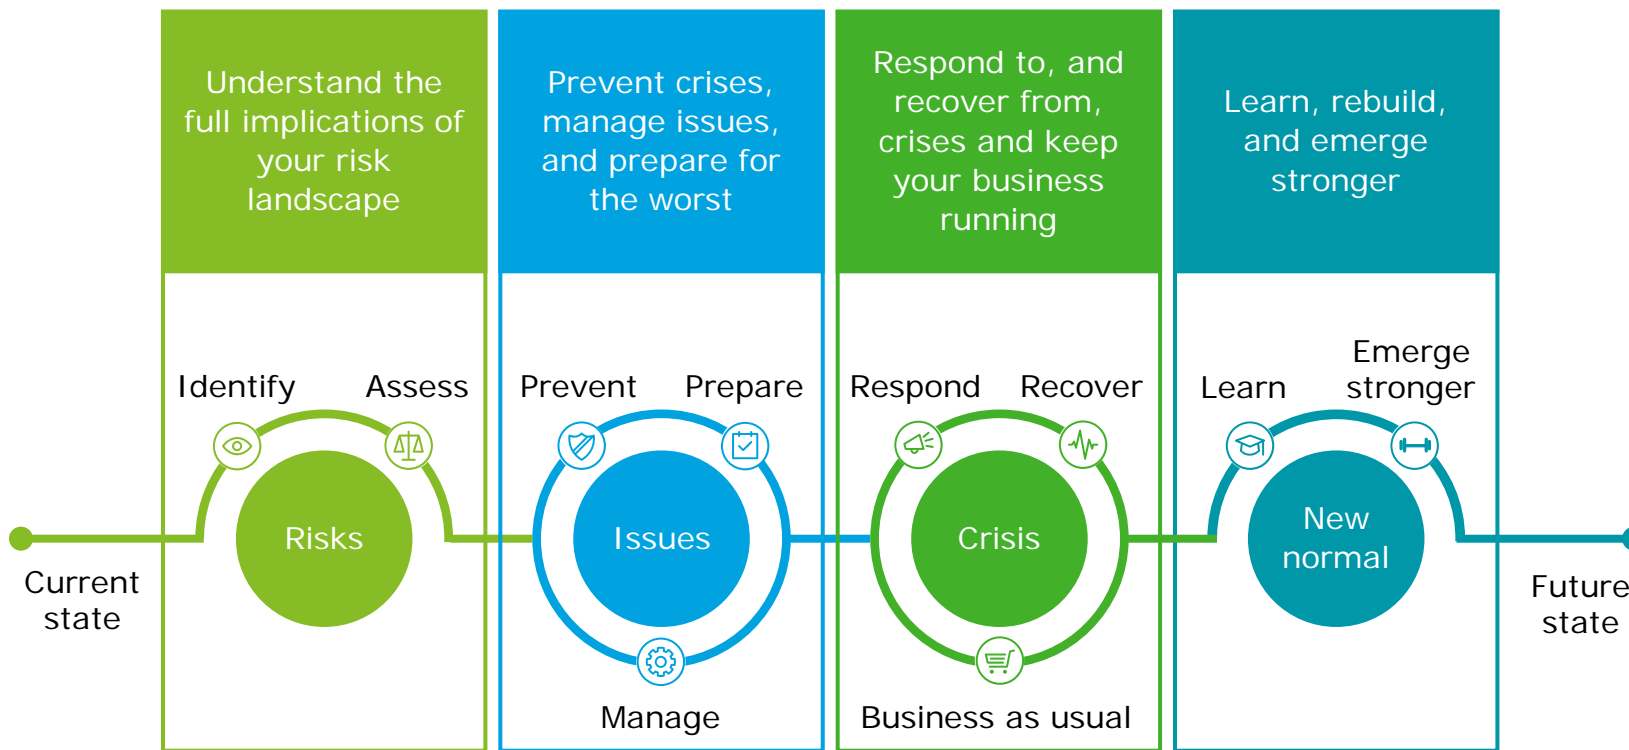 Understand the
full implications of
your risk
landscape
Prevent crises,
manage issues,
and prepare for
the worst
Respond to, and
recover from,
crises and keep
your business
running
Learn, rebuild,
and emerge
stronger
Identify
Assess
Prevent
Prepare
Respond
Recover
Learn
Emerge
stronger
Risks
Issues
Crisis
New
normal
Current
state
Future
state
Manage
Business as usual